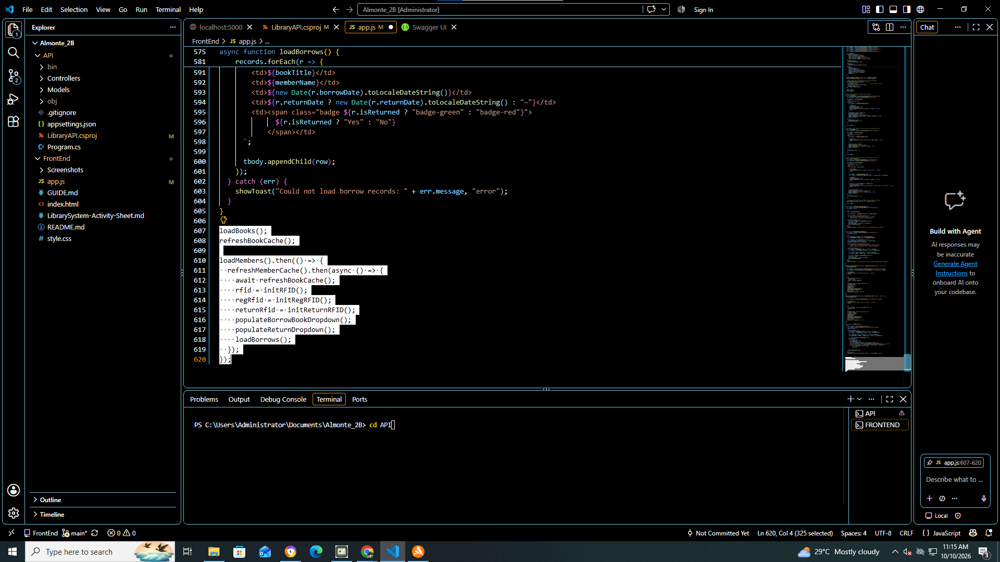 File Edit Selection View Go Run Terminal Help
Almonte_2B [Administrator]
Sign In
Explorer
Almonte_2B
API
bin
Controllers
Models
obj
.gitignore
{} appsettings.json
LibraryAPI.csproj M
C# Program.cs
FrontEnd
Screenshots
JS app.js M
GUIDE.md
<> index.html
LibrarySystem-Activity-Sheet.md
README.md
# style.css
Outline
Timeline
localhost:5000
LibraryAPI.csproj M
JS app.js M
Swagger UI
FrontEnd > JS app.js > ...
575 async function loadBorrows() {
581 records.forEach(r => {
591 <td>${bookTitle}</td>
592 <td>${memberName}</td>
593 <td>${new Date(r.borrowDate).toLocaleDateString()}</td>
594 <td>${r.returnDate ? new Date(r.returnDate).toLocaleDateString() : "—"}</td>
595 <td><span class="badge ${r.isReturned ? "badge-green" : "badge-red"}">
596 ${r.isReturned ? "Yes" : "No"}
597 </span></td>
598 `;
599
600 tbody.appendChild(row);
601 });
602 } catch (err) {
603 showToast("Could not load borrow records: " + err.message, "error");
604 }
605 }
606
607 loadBooks();
608 refreshBookCache();
609
610 loadMembers().then(() => {
611 refreshMemberCache().then(async () => {
612 await refreshBookCache();
613 rfid = initRFID();
614 regRfid = initRegRFID();
615 returnRfid = initReturnRFID();
616 populateBorrowBookDropdown();
617 populateReturnDropdown();
618 loadBorrows();
619 });
620 });
Problems Output Debug Console Terminal Ports
PS C:\Users\Administrator\Documents\Almonte_2B> cd API
API
FRONTEND
Chat
Build with Agent
AI responses may
be inaccurate
Generate Agent
Instructions to
onboard AI onto
your codebase.
JS app.js:607-620
Describe what to ...
Local
FrontEnd main* 0 0
Not Committed Yet Ln 620, Col 4 (325 selected) Spaces: 4 UTF-8 CRLF {} JavaScript
Type here to search
29°C Mostly cloudy
11:15 AM
10/10/2026
3